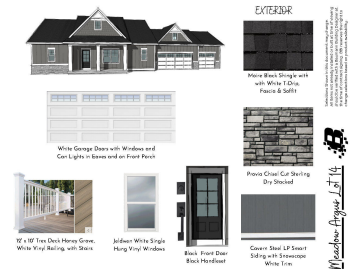 EXTERIOR
Moire Black Shingle with
with White T-Drip,
Fascia & Soffit
White Garage Doors with Windows and
Can Lights in Eaves and on Front Porch
Provia Chisel Cut Sterling
Dry Stacked
12' x 10' Trex Deck Honey Grove,
White Vinyl Railing, with Stairs
Jeldwen White Single
Hung Vinyl Windows
Black Front Door
Black Handleset
Cavern Steel LP Smart
Siding with Snowscape
White Trim
Meadow Argus Lot 14